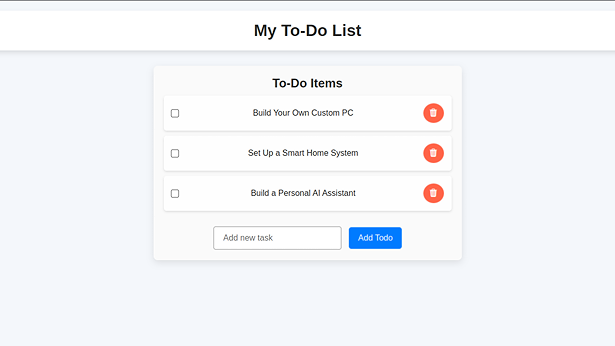 My To-Do List
To-Do Items
Build Your Own Custom PC
Set Up a Smart Home System
Build a Personal AI Assistant
Add new task
Add Todo